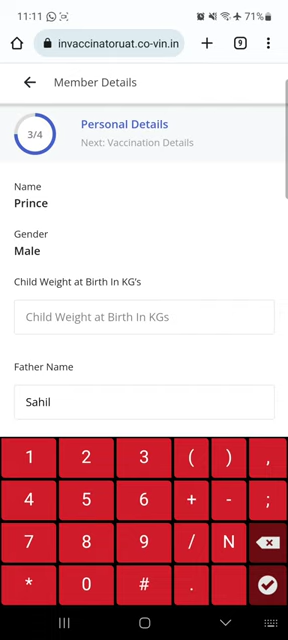 11:11
71%
invaccinatoruat.co-vin.in
9
Member Details
3/4
Personal Details
Next: Vaccination Details
Name
Prince
Gender
Male
Child Weight at Birth In KG's
Child Weight at Birth In KGs
Father Name
Sahil
1 2 3 ( ) ,
4 5 6 + - ;
7 8 9 / N
* 0 # .